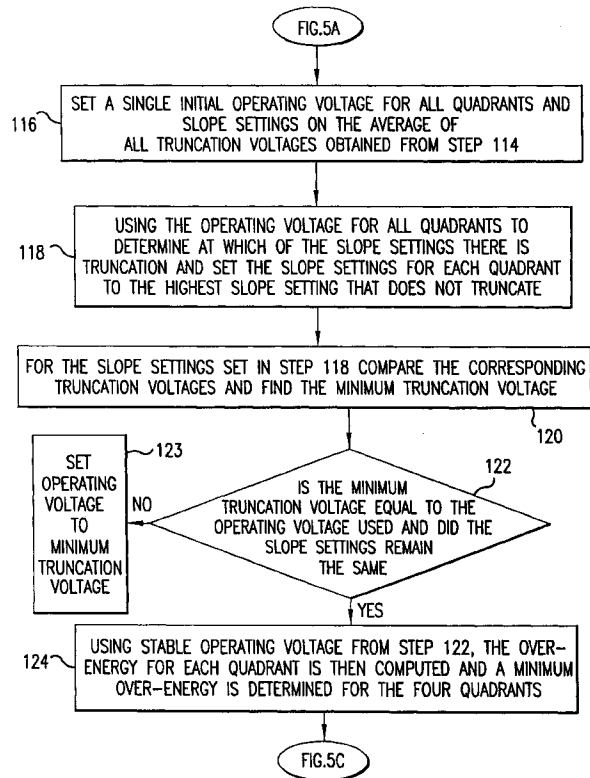 FIG.5A
116
SET A SINGLE INITIAL OPERATING VOLTAGE FOR ALL QUADRANTS AND
SLOPE SETTINGS ON THE AVERAGE OF
ALL TRUNCATION VOLTAGES OBTAINED FROM STEP 114
118
USING THE OPERATING VOLTAGE FOR ALL QUADRANTS TO
DETERMINE AT WHICH OF THE SLOPE SETTINGS THERE IS
TRUNCATION AND SET THE SLOPE SETTINGS FOR EACH QUADRANT
TO THE HIGHEST SLOPE SETTING THAT DOES NOT TRUNCATE
FOR THE SLOPE SETTINGS SET IN STEP 118 COMPARE THE CORRESPONDING
TRUNCATION VOLTAGES AND FIND THE MINIMUM TRUNCATION VOLTAGE
120
123
SET
OPERATING
VOLTAGE
TO
MINIMUM
TRUNCATION
VOLTAGE
NO
122
IS THE MINIMUM
TRUNCATION VOLTAGE EQUAL TO THE
OPERATING VOLTAGE USED AND DID THE
SLOPE SETTINGS REMAIN
THE SAME
YES
124
USING STABLE OPERATING VOLTAGE FROM STEP 122, THE OVER-
ENERGY FOR EACH QUADRANT IS THEN COMPUTED AND A MINIMUM
OVER-ENERGY IS DETERMINED FOR THE FOUR QUADRANTS
FIG.5C